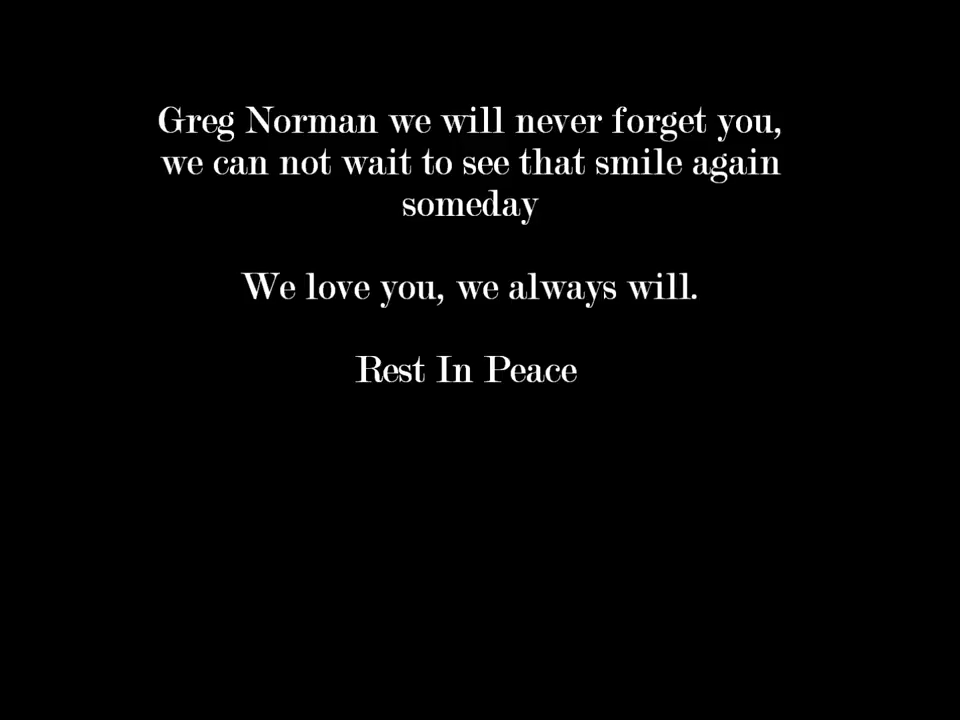 Greg Norman we will never forget you,
we can not wait to see that smile again
someday
We love you, we always will.
Rest In Peace